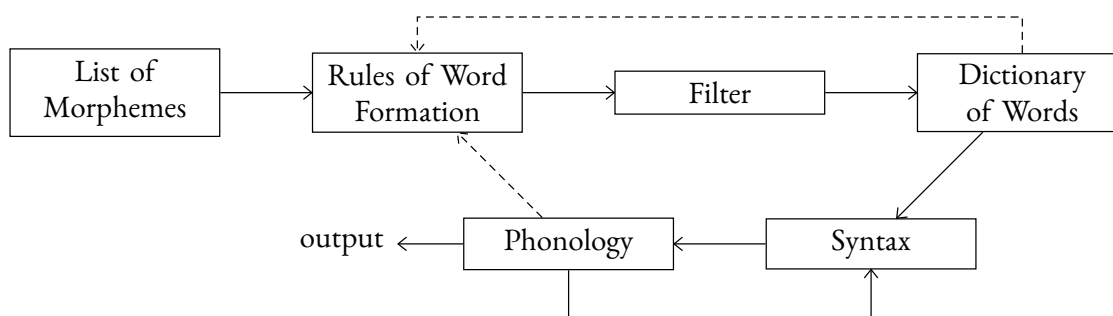 List of
Morphemes
Rules of Word
Formation
Filter
Dictionary
of Words
output
Phonology
Syntax